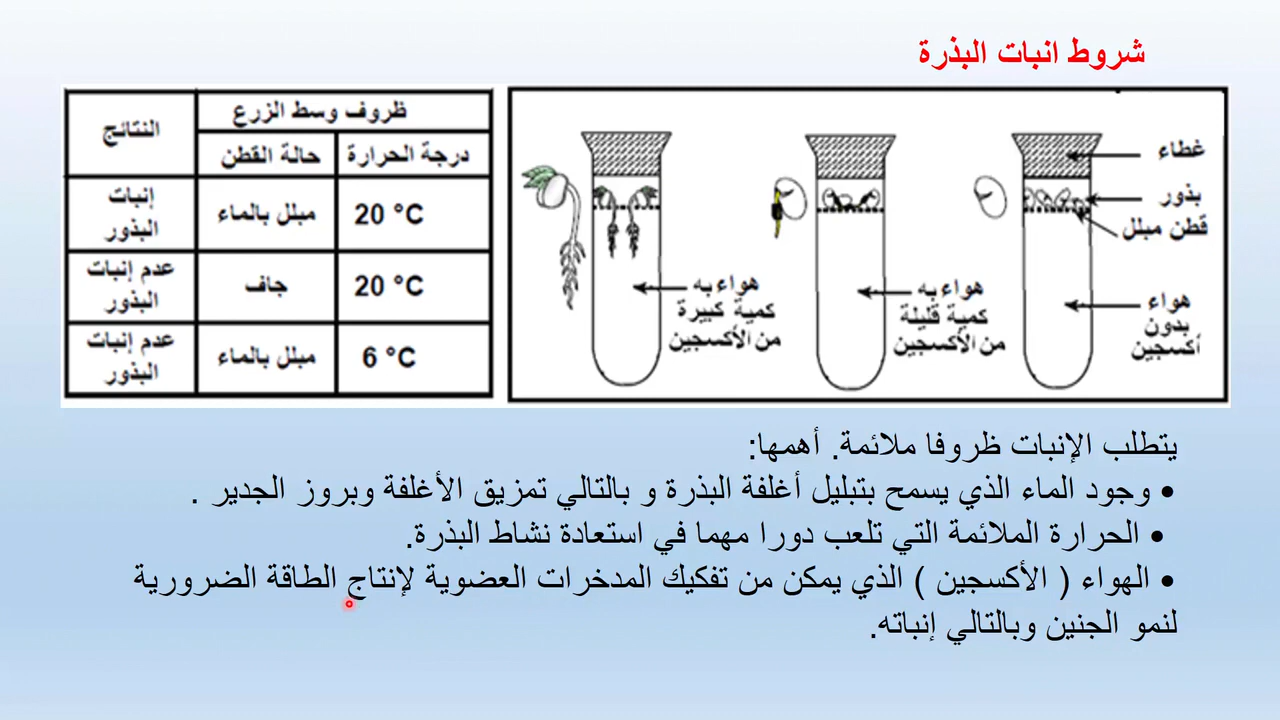 شروط انبات البذرة
غطاء
بذور
قطن مبلل
هواء
بدون
أكسجين
هواء به
كمية قليلة
من الأكسجين
هواء به
كمية كبيرة
من الأكسجين
ظروف وسط الزرع
النتائج
درجة الحرارة
حالة القطن
20 °C
مبلل بالماء
إنبات
البذور
20 °C
جاف
عدم إنبات
البذور
6 °C
مبلل بالماء
عدم إنبات
البذور
يتطلب الإنبات ظروفا ملائمة. أهمها:
• وجود الماء الذي يسمح بتبليل أغلفة البذرة و بالتالي تمزيق الأغلفة وبروز الجدير .
• الحرارة الملائمة التي تلعب دورا مهما في استعادة نشاط البذرة.
• الهواء ( الأكسجين ) الذي يمكن من تفكيك المدخرات العضوية لإنتاج الطاقة الضرورية
لنمو الجنين وبالتالي إنباته.